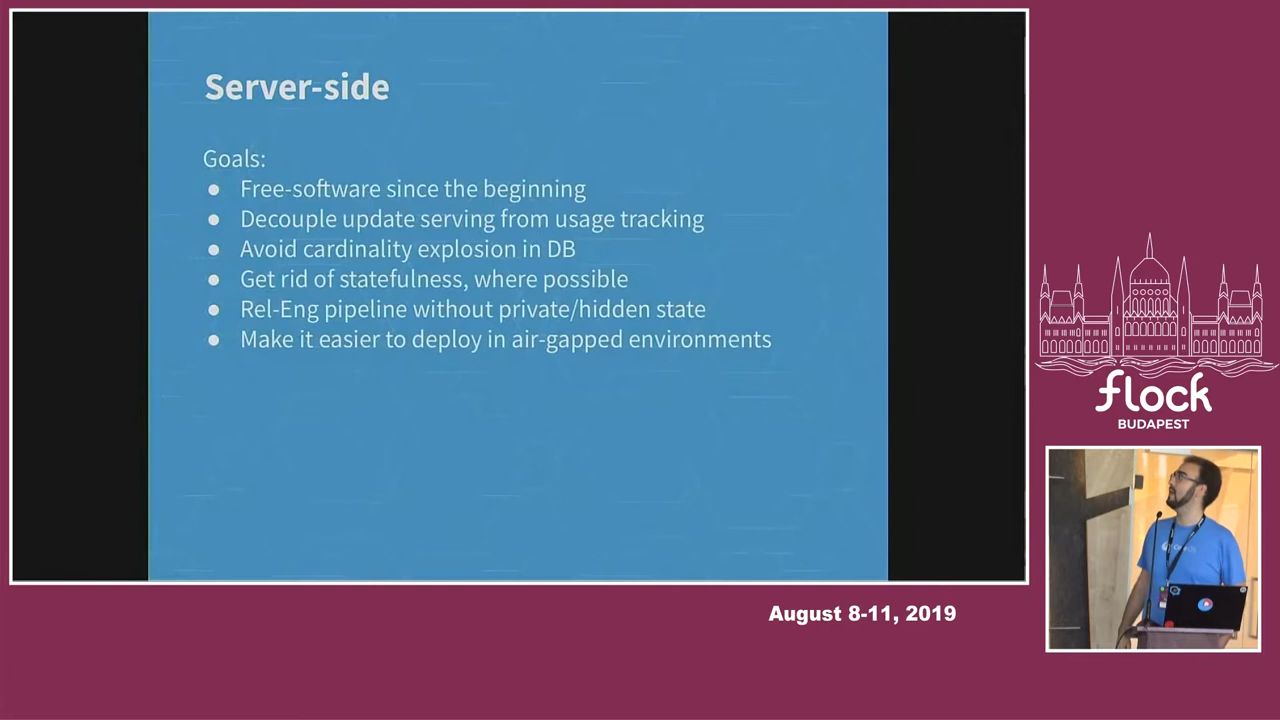 Server-side
Goals:
● Free-software since the beginning
● Decouple update serving from usage tracking
● Avoid cardinality explosion in DB
● Get rid of statefulness, where possible
● Rel-Eng pipeline without private/hidden state
● Make it easier to deploy in air-gapped environments
flock
BUDAPEST
August 8-11, 2019